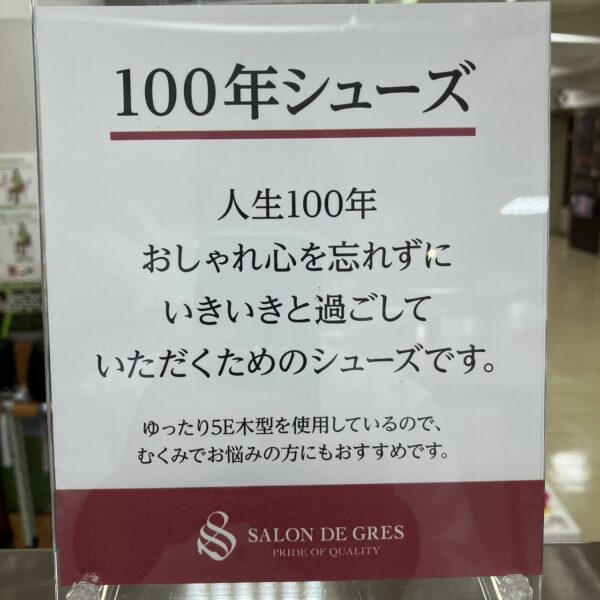 100年シューズ
人生100年
おしゃれ心を忘れずに
いきいきと過ごして
いただくためのシューズです。
ゆったり5E木型を使用しているので、
むくみでお悩みの方にもおすすめです。
SALON DE GRES
PRIDE OF QUALITY